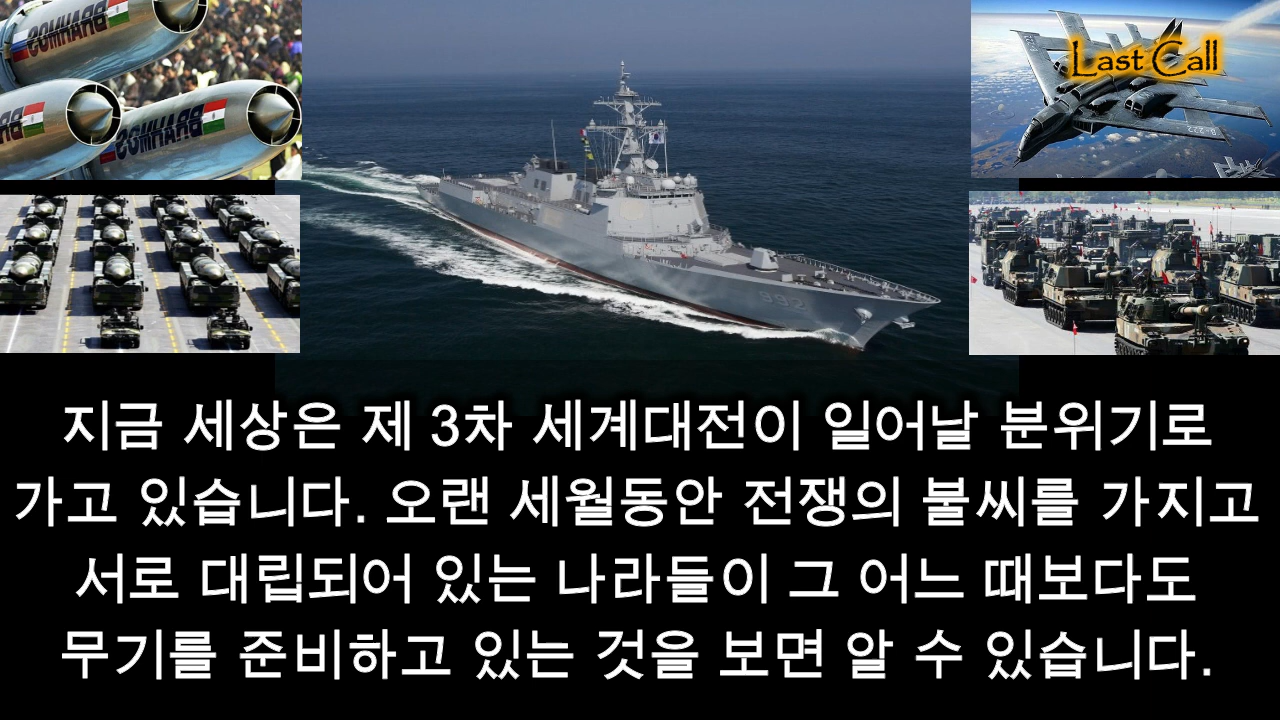 BRAHMOS
BRAHMOS
Last Call
992
지금 세상은 제 3차 세계대전이 일어날 분위기로
가고 있습니다. 오랜 세월동안 전쟁의 불씨를 가지고
서로 대립되어 있는 나라들이 그 어느 때보다도
무기를 준비하고 있는 것을 보면 알 수 있습니다.